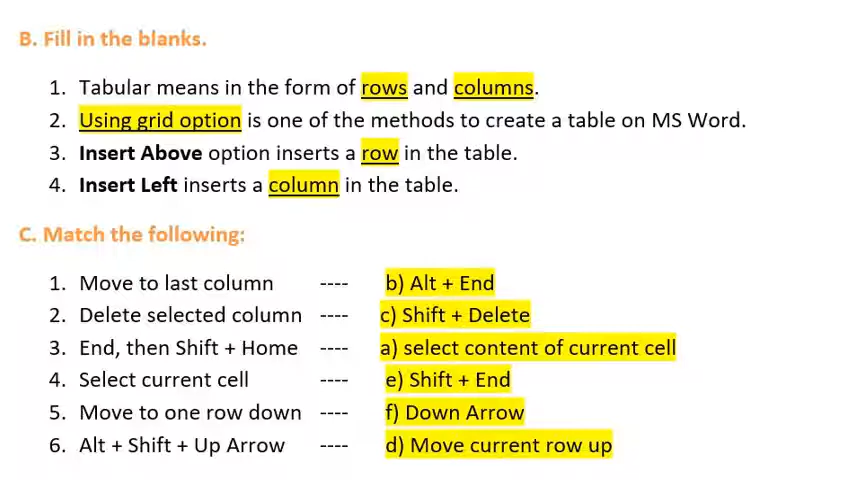 B. Fill in the blanks.
1. Tabular means in the form of rows and columns.
2. Using grid option is one of the methods to create a table on MS Word.
3. Insert Above option inserts a row in the table.
4. Insert Left inserts a column in the table.
C. Match the following:
1. Move to last column ---- b) Alt + End
2. Delete selected column ---- c) Shift + Delete
3. End, then Shift + Home ---- a) select content of current cell
4. Select current cell ---- e) Shift + End
5. Move to one row down ---- f) Down Arrow
6. Alt + Shift + Up Arrow ---- d) Move current row up